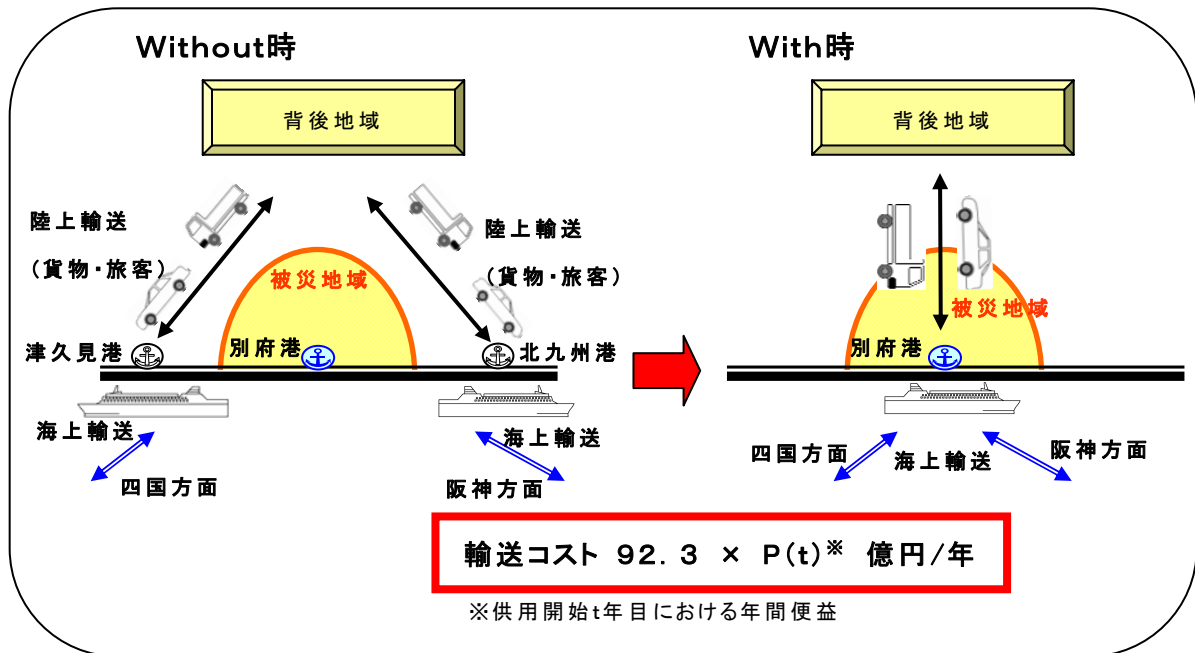 Without時
背後地域
陸上輸送
（貨物・旅客）
陸上輸送
（貨物・旅客）
被災地域
津久見港
別府港
北九州港
海上輸送
四国方面
海上輸送
阪神方面
With時
背後地域
被災地域
別府港
四国方面
海上輸送
阪神方面
輸送コスト 92.3 × P(t)※ 億円/年
※供用開始t年目における年間便益